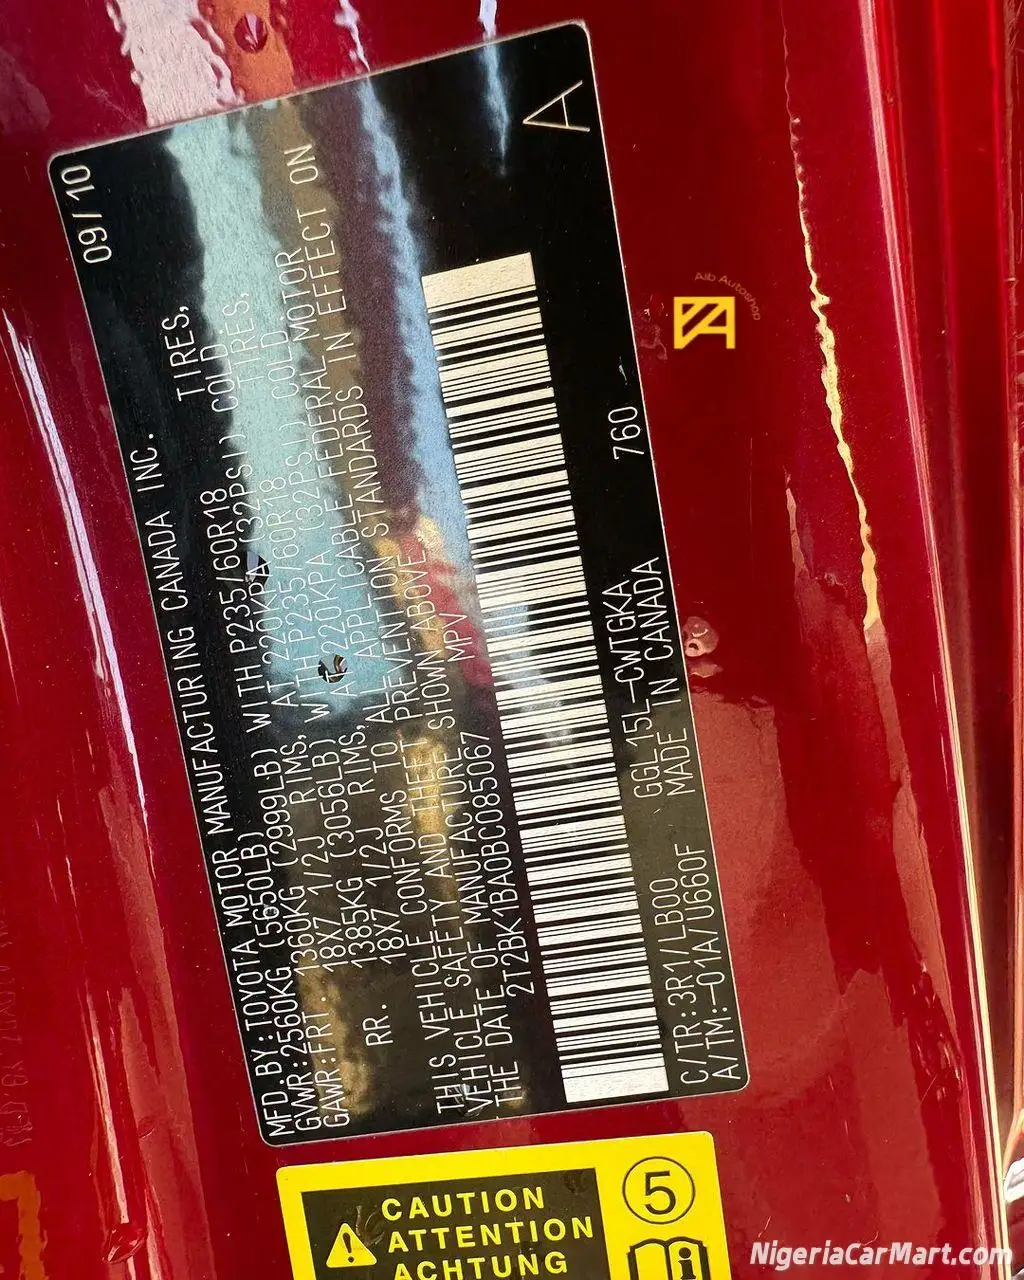 MFD.BY:TOYOTA MOTOR MANUFACTURING CANADA INC. 09/10
GVWR:2560KG (5650LB)
GAWR:FRT. 1360KG (2999LB) WITH P235/60R18 TIRES,
18X7 1/2J RIMS, AT 220KPA (32PSI) COLD
RR. 1385KG (3056LB) WITH P235/60R18 TIRES,
18X7 1/2J RIMS, AT 220KPA (32PSI) COLD
THIS VEHICLE CONFORMS TO ALL APPLICABLE FEDERAL MOTOR
VEHICLE SAFETY AND THEFT PREVENTION STANDARDS IN EFFECT ON
THE DATE OF MANUFACTURE SHOWN ABOVE.
2T2BK1BA0BC085067 MPV
C/TR:3R1/LB00 GGL15L-CWTGKA 760
A/TM:-01A/U660F MADE IN CANADA
A
Alb Autoshop
CAUTION
ATTENTION
ACHTUNG
5
i
NigeriaCarMart.com